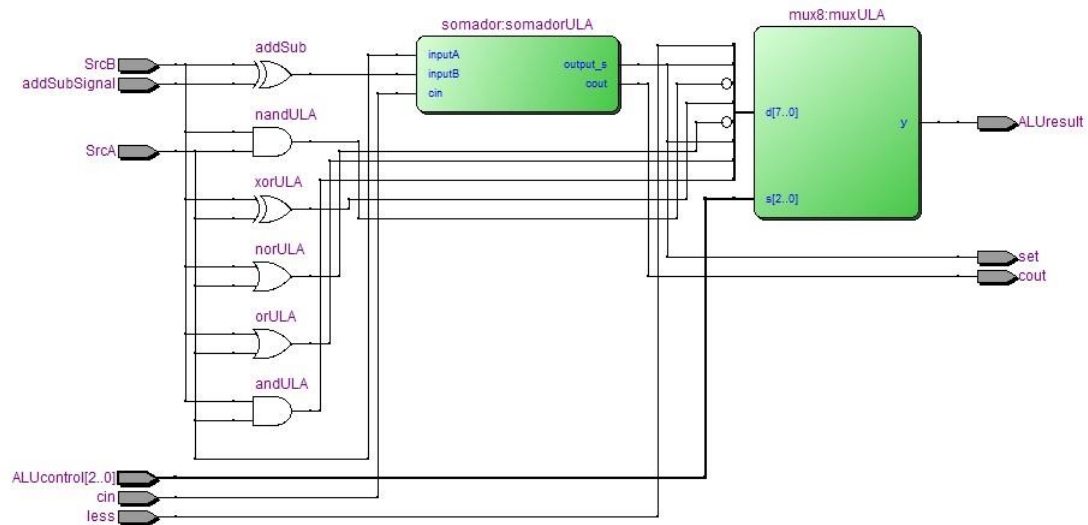 mux8:muxULA
somador:somadorULA
addSub
SrcB
addSubSignal
inputA
inputB
cin
output_s
cout
nandULA
SrcA
d[7..0]
y
ALUresult
xorULA
s[2..0]
norULA
set
cout
orULA
andULA
ALUcontrol[2..0]
cin
less